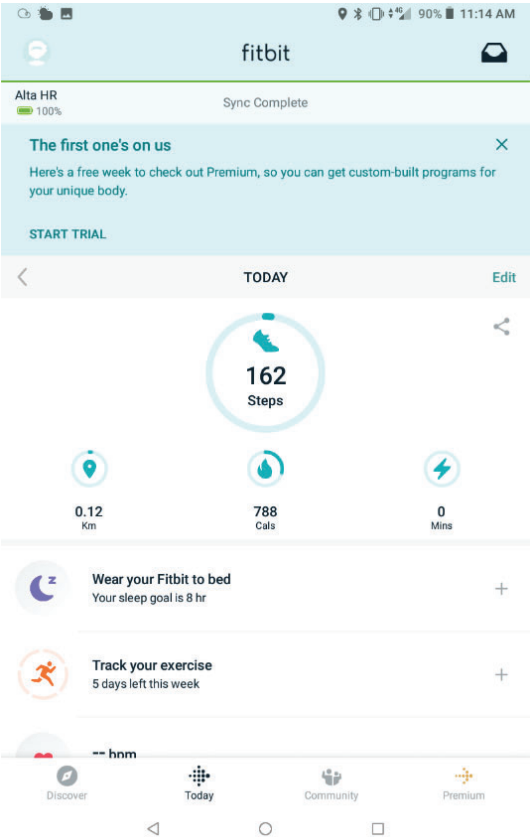 4G 90% 11:14 AM
fitbit
Alta HR
100%
Sync Complete
The first one's on us
Here's a free week to check out Premium, so you can get custom-built programs for
your unique body.
START TRIAL
TODAY
Edit
162
Steps
0.12
Km
788
Cals
0
Mins
z
Wear your Fitbit to bed
Your sleep goal is 8 hr
Track your exercise
5 days left this week
-- bpm
Discover
Today
Community
Premium